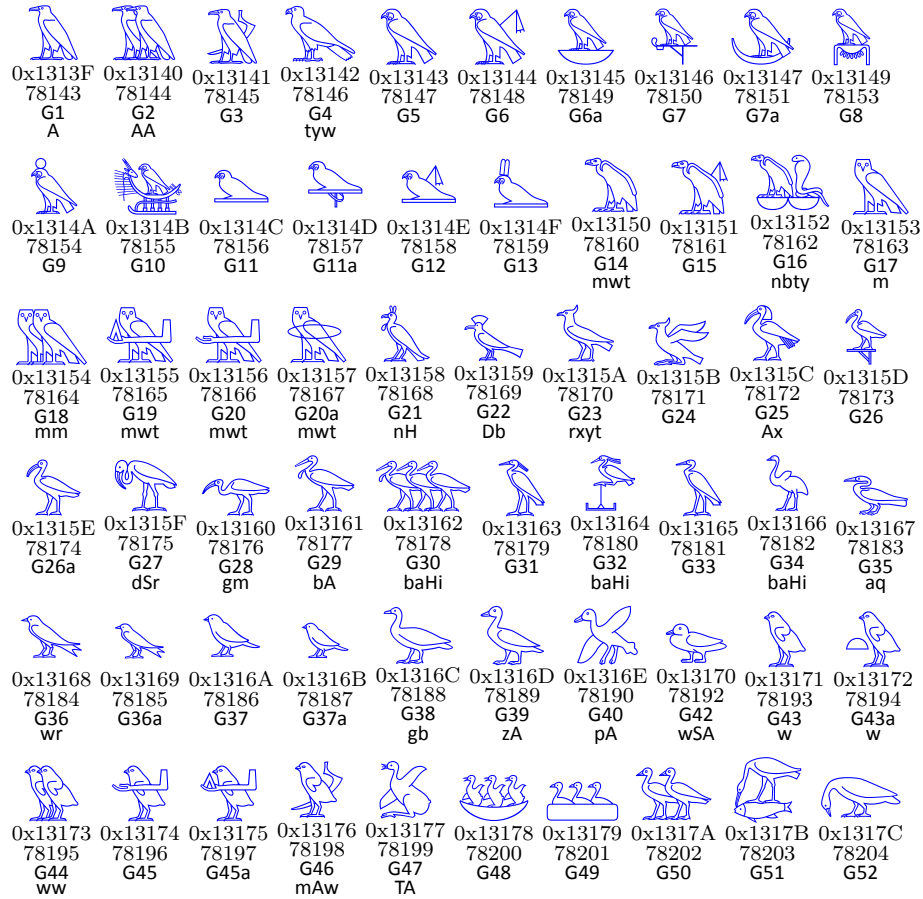 0x1313F 0x13140 0x13141 0x13142 0x13143 0x13144 0x13145 0x13146 0x13147 0x13149
78143 78144 78145 78146 78147 78148 78149 78150 78151 78153
G1 G2 G3 G4 G5 G6 G6a G7 G7a G8
A AA tyw
0x1314A 0x1314B 0x1314C 0x1314D 0x1314E 0x1314F 0x13150 0x13151 0x13152 0x13153
78154 78155 78156 78157 78158 78159 78160 78161 78162 78163
G9 G10 G11 G11a G12 G13 G14 G15 G16 G17
mwt nbty m
0x13154 0x13155 0x13156 0x13157 0x13158 0x13159 0x1315A 0x1315B 0x1315C 0x1315D
78164 78165 78166 78167 78168 78169 78170 78171 78172 78173
G18 G19 G20 G20a G21 G22 G23 G24 G25 G26
mm mwt mwt mwt nH Db rxyt Ax
0x1315E 0x1315F 0x13160 0x13161 0x13162 0x13163 0x13164 0x13165 0x13166 0x13167
78174 78175 78176 78177 78178 78179 78180 78181 78182 78183
G26a G27 G28 G29 G30 G31 G32 G33 G34 G35
dSr gm bA baHi baHi baHi aq
0x13168 0x13169 0x1316A 0x1316B 0x1316C 0x1316D 0x1316E 0x13170 0x13171 0x13172
78184 78185 78186 78187 78188 78189 78190 78192 78193 78194
G36 G36a G37 G37a G38 G39 G40 G42 G43 G43a
wr gb zA pA wSA w w
0x13173 0x13174 0x13175 0x13176 0x13177 0x13178 0x13179 0x1317A 0x1317B 0x1317C
78195 78196 78197 78198 78199 78200 78201 78202 78203 78204
G44 G45 G45a G46 G47 G48 G49 G50 G51 G52
ww mAw TA